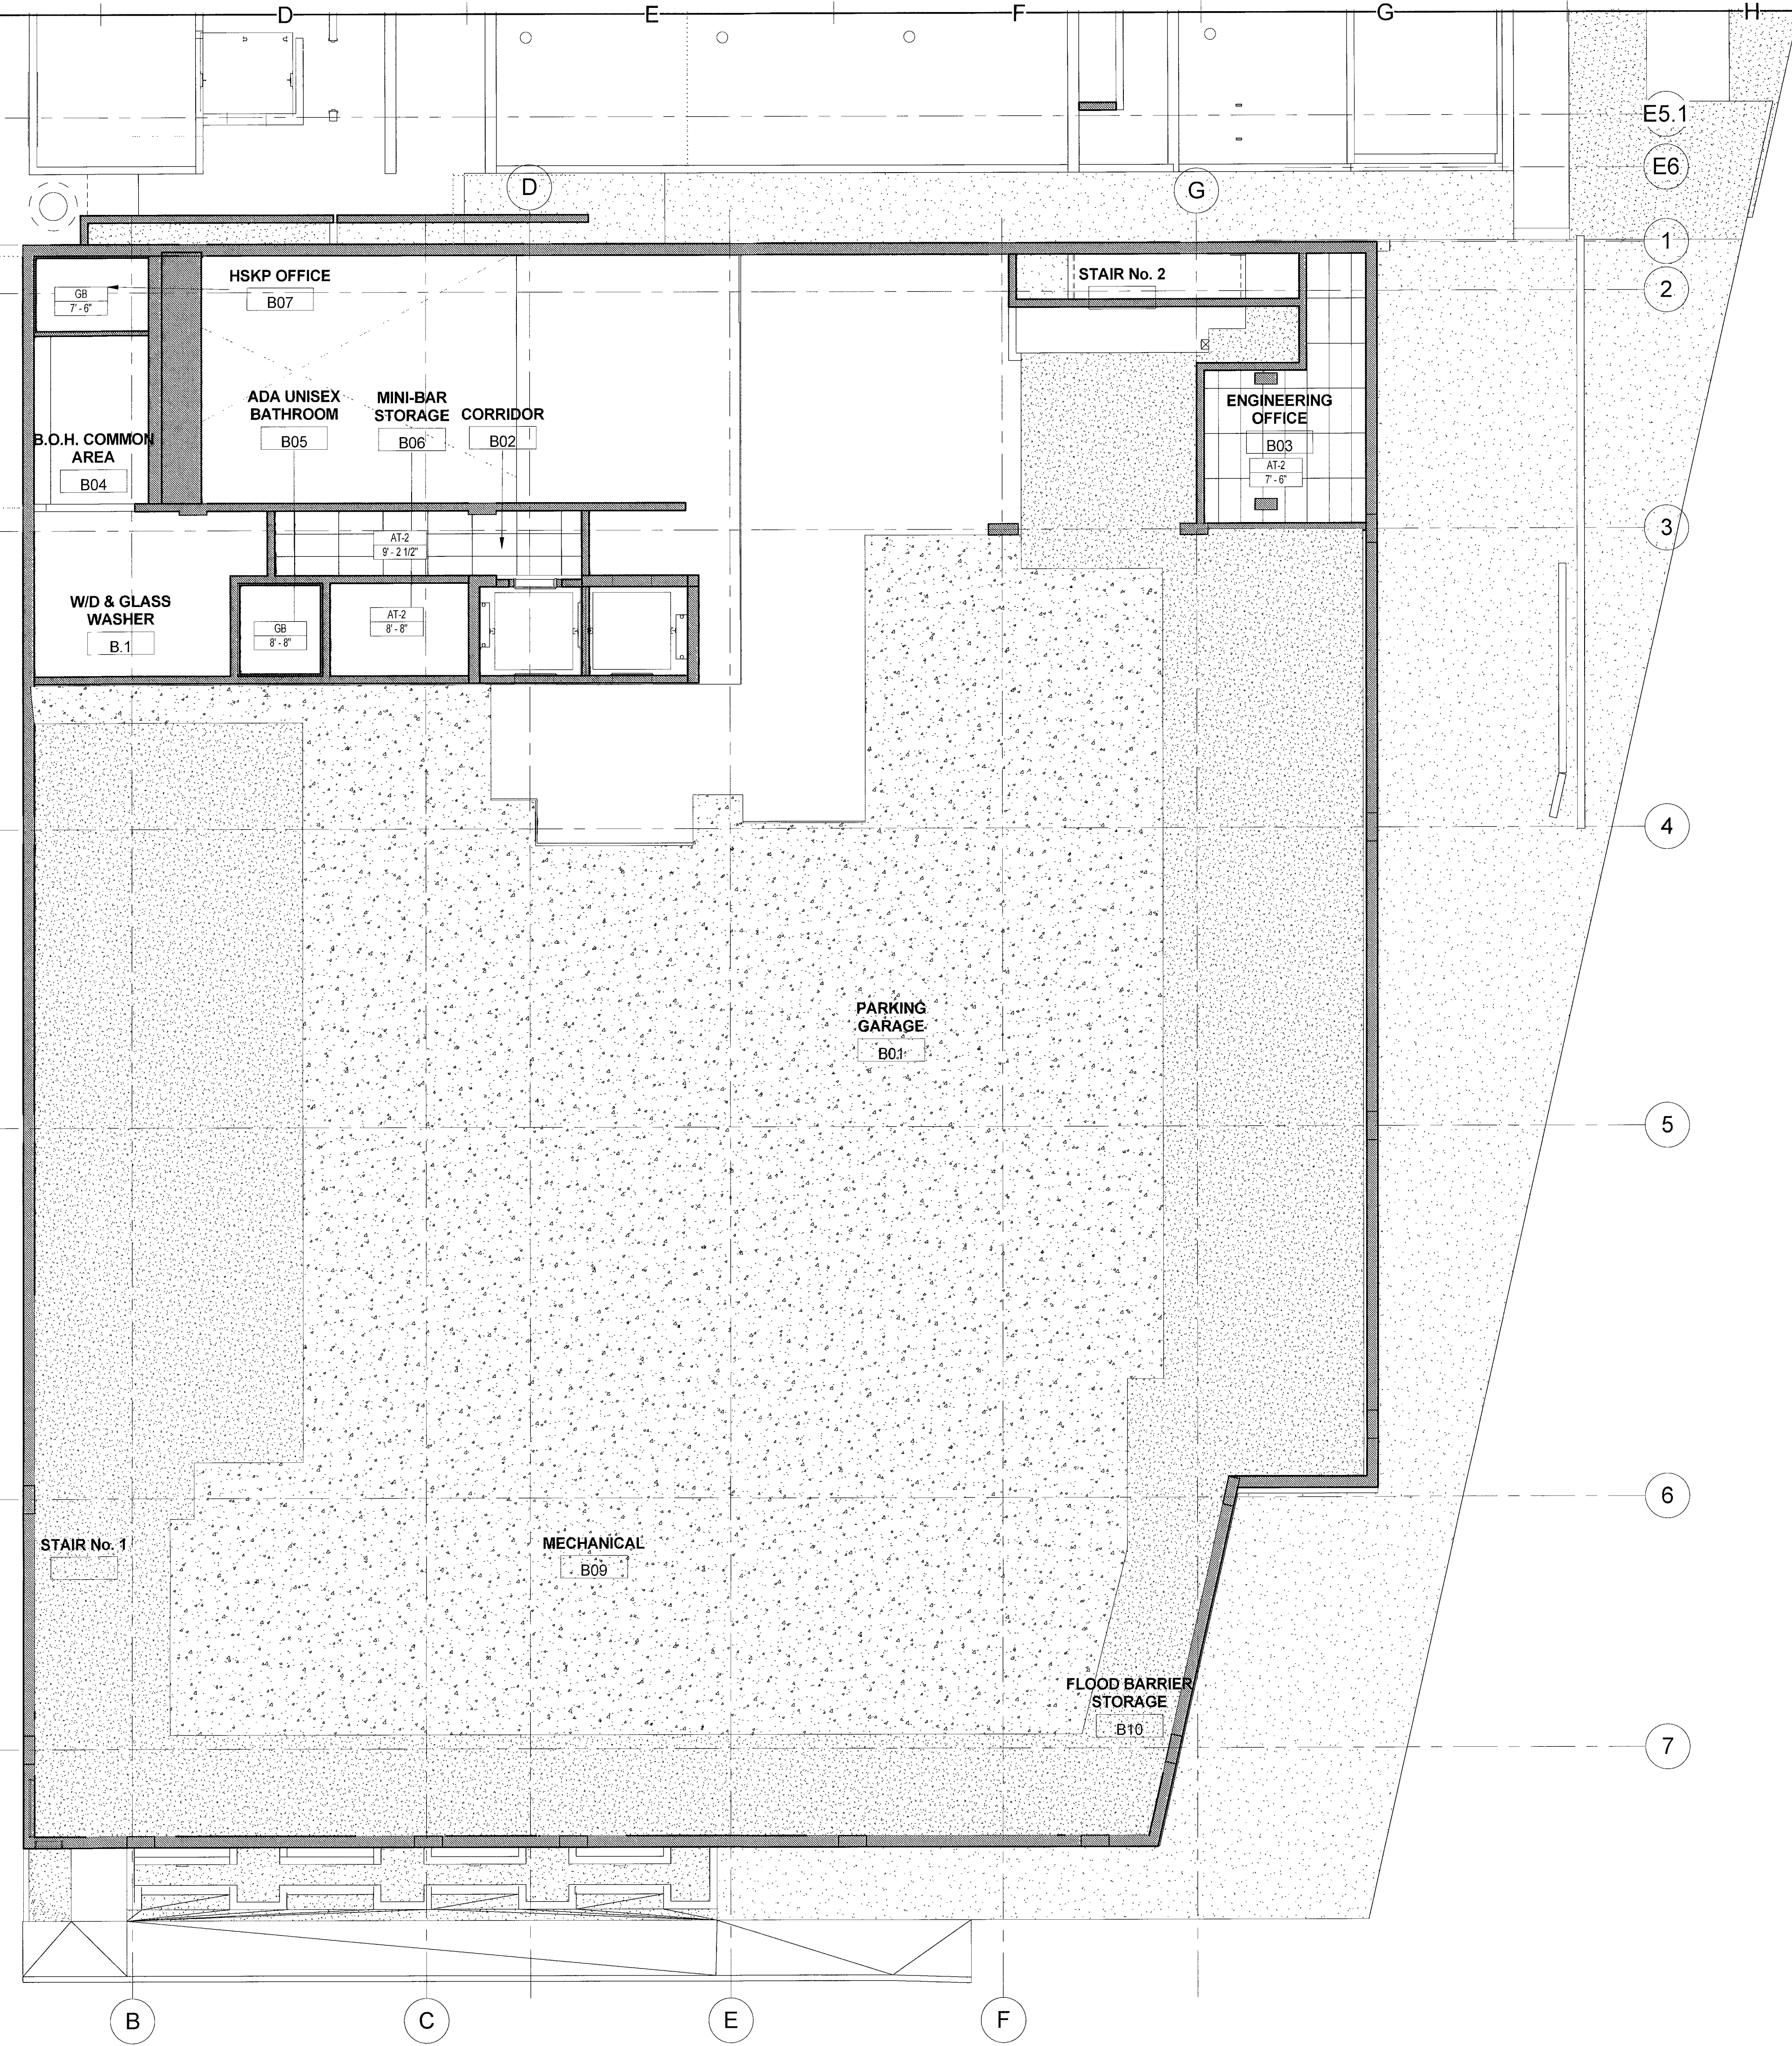 D
E
F
G
H
E5.1
E6
D
G
1
HSKP OFFICE
B07
GB
7' - 6"
STAIR No. 2
2
ADA UNISEX
BATHROOM
B05
MINI-BAR
STORAGE
B06
CORRIDOR
B02
ENGINEERING
OFFICE
B03
AT-2
7' - 6"
B.O.H. COMMON
AREA
B04
3
AT-2
9' - 2 1/2"
W/D & GLASS
WASHER
B.1
GB
8' - 8"
AT-2
8' - 8"
4
PARKING
GARAGE
B01
5
6
STAIR No. 1
MECHANICAL
B09
FLOOD BARRIER
STORAGE
B10
7
B
C
E
F